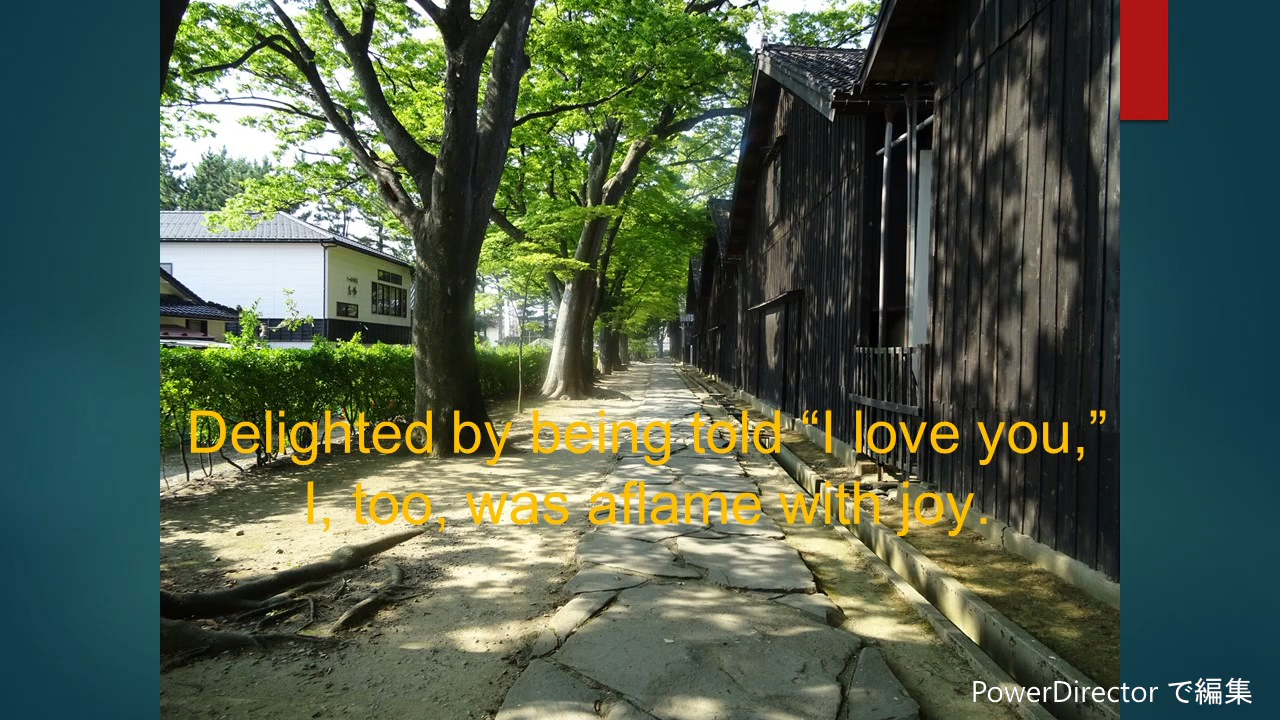 Delighted by being told “I love you,”
I, too, was aflame with joy.
PowerDirector で編集